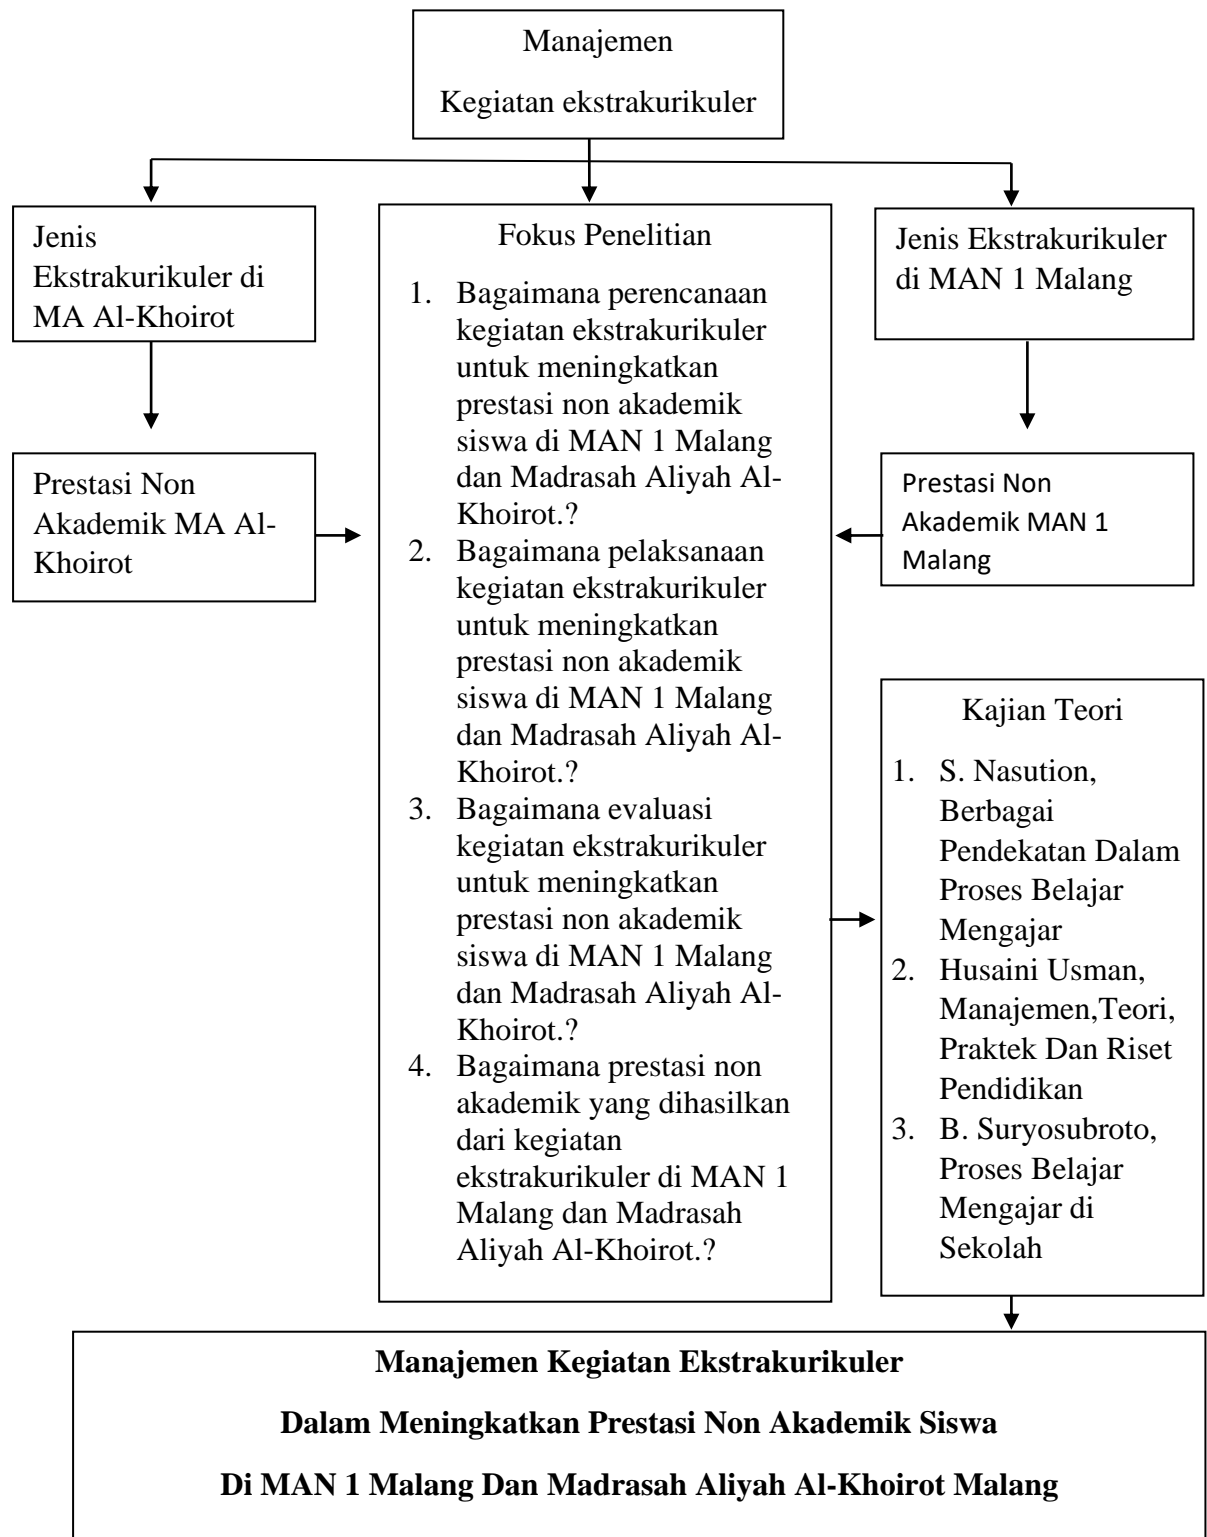 Manajemen
Kegiatan ekstrakurikuler
Jenis
Ekstrakurikuler di
MA Al-Khoirot
Prestasi Non
Akademik MA Al-
Khoirot
Fokus Penelitian
1. Bagaimana perencanaan
kegiatan ekstrakurikuler
untuk meningkatkan
prestasi non akademik
siswa di MAN 1 Malang
dan Madrasah Aliyah Al-
Khoirot.?
2. Bagaimana pelaksanaan
kegiatan ekstrakurikuler
untuk meningkatkan
prestasi non akademik
siswa di MAN 1 Malang
dan Madrasah Aliyah Al-
Khoirot.?
3. Bagaimana evaluasi
kegiatan ekstrakurikuler
untuk meningkatkan
prestasi non akademik
siswa di MAN 1 Malang
dan Madrasah Aliyah Al-
Khoirot.?
4. Bagaimana prestasi non
akademik yang dihasilkan
dari kegiatan
ekstrakurikuler di MAN 1
Malang dan Madrasah
Aliyah Al-Khoirot.?
Jenis Ekstrakurikuler
di MAN 1 Malang
Prestasi Non
Akademik MAN 1
Malang
Kajian Teori
1. S. Nasution,
Berbagai
Pendekatan Dalam
Proses Belajar
Mengajar
2. Husaini Usman,
Manajemen,Teori,
Praktek Dan Riset
Pendidikan
3. B. Suryosubroto,
Proses Belajar
Mengajar di
Sekolah
Manajemen Kegiatan Ekstrakurikuler
Dalam Meningkatkan Prestasi Non Akademik Siswa
Di MAN 1 Malang Dan Madrasah Aliyah Al-Khoirot Malang